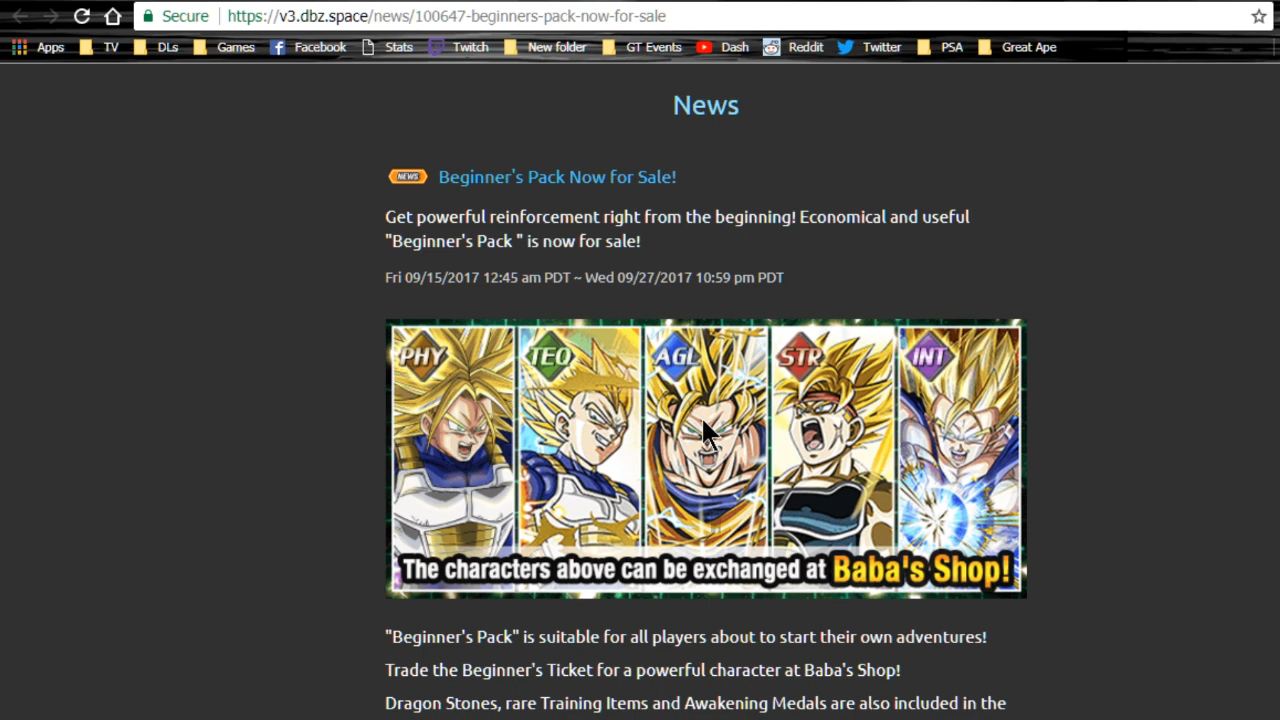 Secure https://v3.dbz.space/news/100647-beginners-pack-now-for-sale
Apps TV DLs Games Facebook Stats Twitch New folder GT Events Dash Reddit Twitter PSA Great Ape
News
NEWS Beginner's Pack Now for Sale!
Get powerful reinforcement right from the beginning! Economical and useful
"Beginner's Pack " is now for sale!
Fri 09/15/2017 12:45 am PDT ~ Wed 09/27/2017 10:59 pm PDT
PHY TEQ AGL STR INT
The characters above can be exchanged at Baba's Shop!
"Beginner's Pack" is suitable for all players about to start their own adventures!
Trade the Beginner's Ticket for a powerful character at Baba's Shop!
Dragon Stones, rare Training Items and Awakening Medals are also included in the